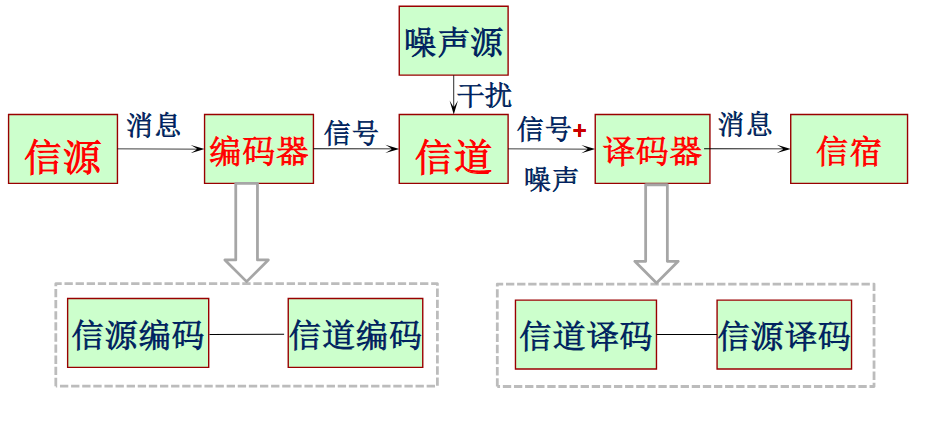 噪声源
干扰
信源
消息
编码器
信号
信道
信号+
噪声
译码器
消息
信宿
信源编码
信道编码
信道译码
信源译码